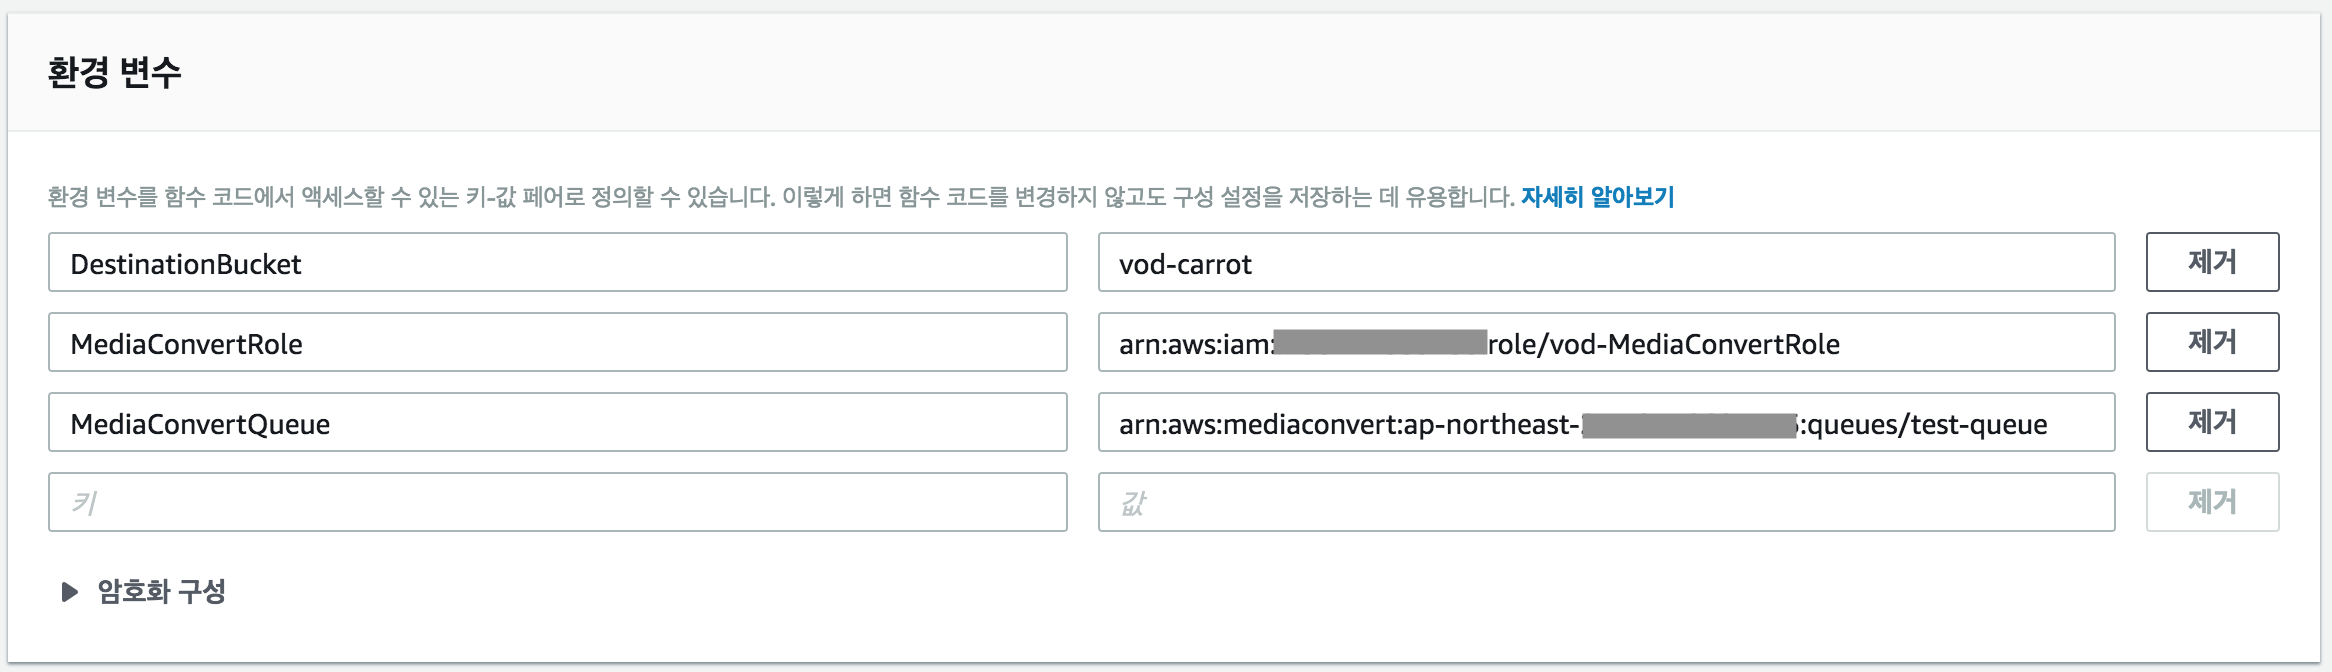 환경 변수
환경 변수를 함수 코드에서 액세스할 수 있는 키-값 페어로 정의할 수 있습니다. 이렇게 하면 함수 코드를 변경하지 않고도 구성 설정을 저장하는 데 유용합니다. 자세히 알아보기
DestinationBucket vod-carrot 제거
MediaConvertRole arn:aws:iam: role/vod-MediaConvertRole 제거
MediaConvertQueue arn:aws:mediaconvert:ap-northeast- :queues/test-queue 제거
키 값 제거
암호화 구성